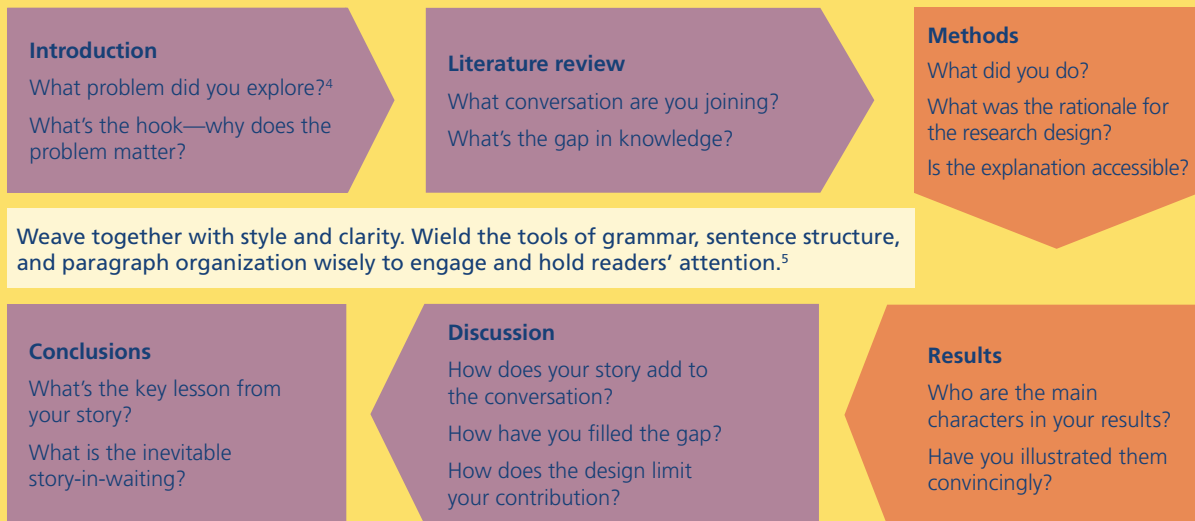 Introduction
What problem did you explore?⁴
What's the hook—why does the
problem matter?
Literature review
What conversation are you joining?
What's the gap in knowledge?
Methods
What did you do?
What was the rationale for
the research design?
Is the explanation accessible?
Weave together with style and clarity. Wield the tools of grammar, sentence structure,
and paragraph organization wisely to engage and hold readers' attention.⁵
Results
Who are the main
characters in your results?
Have you illustrated them
convincingly?
Discussion
How does your story add to
the conversation?
How have you filled the gap?
How does the design limit
your contribution?
Conclusions
What's the key lesson from
your story?
What is the inevitable
story-in-waiting?